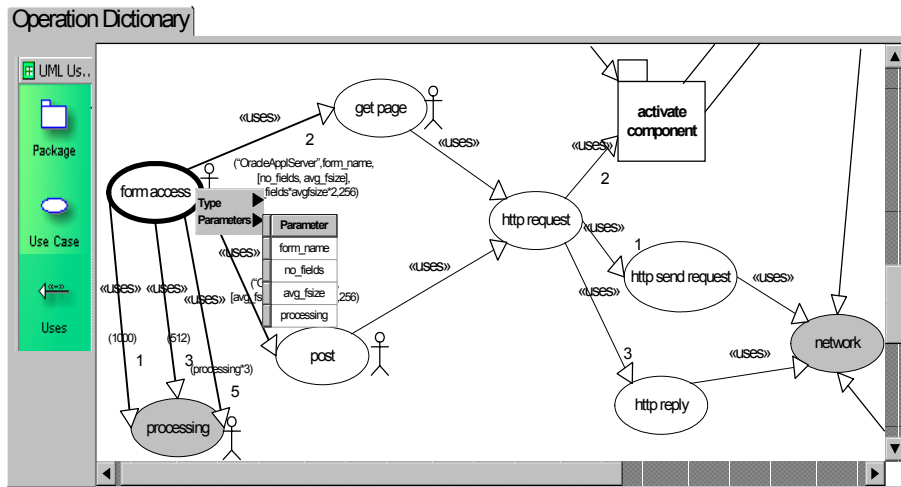 Operation Dictionary
UML Us..
Package
Use Case
«--»
Uses
get page
«uses»
2
("OracleApplServer",form_name,
[no_fields, avg_fsize],
fields*avgfsize*2,256)
form access
Type
Parameters
Parameter
form_name
no_fields
avg_fsize
processing
«uses»
[avg_fs
,256)
post
«uses»
«uses»
«uses»
(1000)
1
(512)
3
(processing*3)
5
processing
«uses»
«uses»
http request
«uses»
2
activate
component
«uses»
1
http send request
«uses»
«uses»
3
http reply
«uses»
network